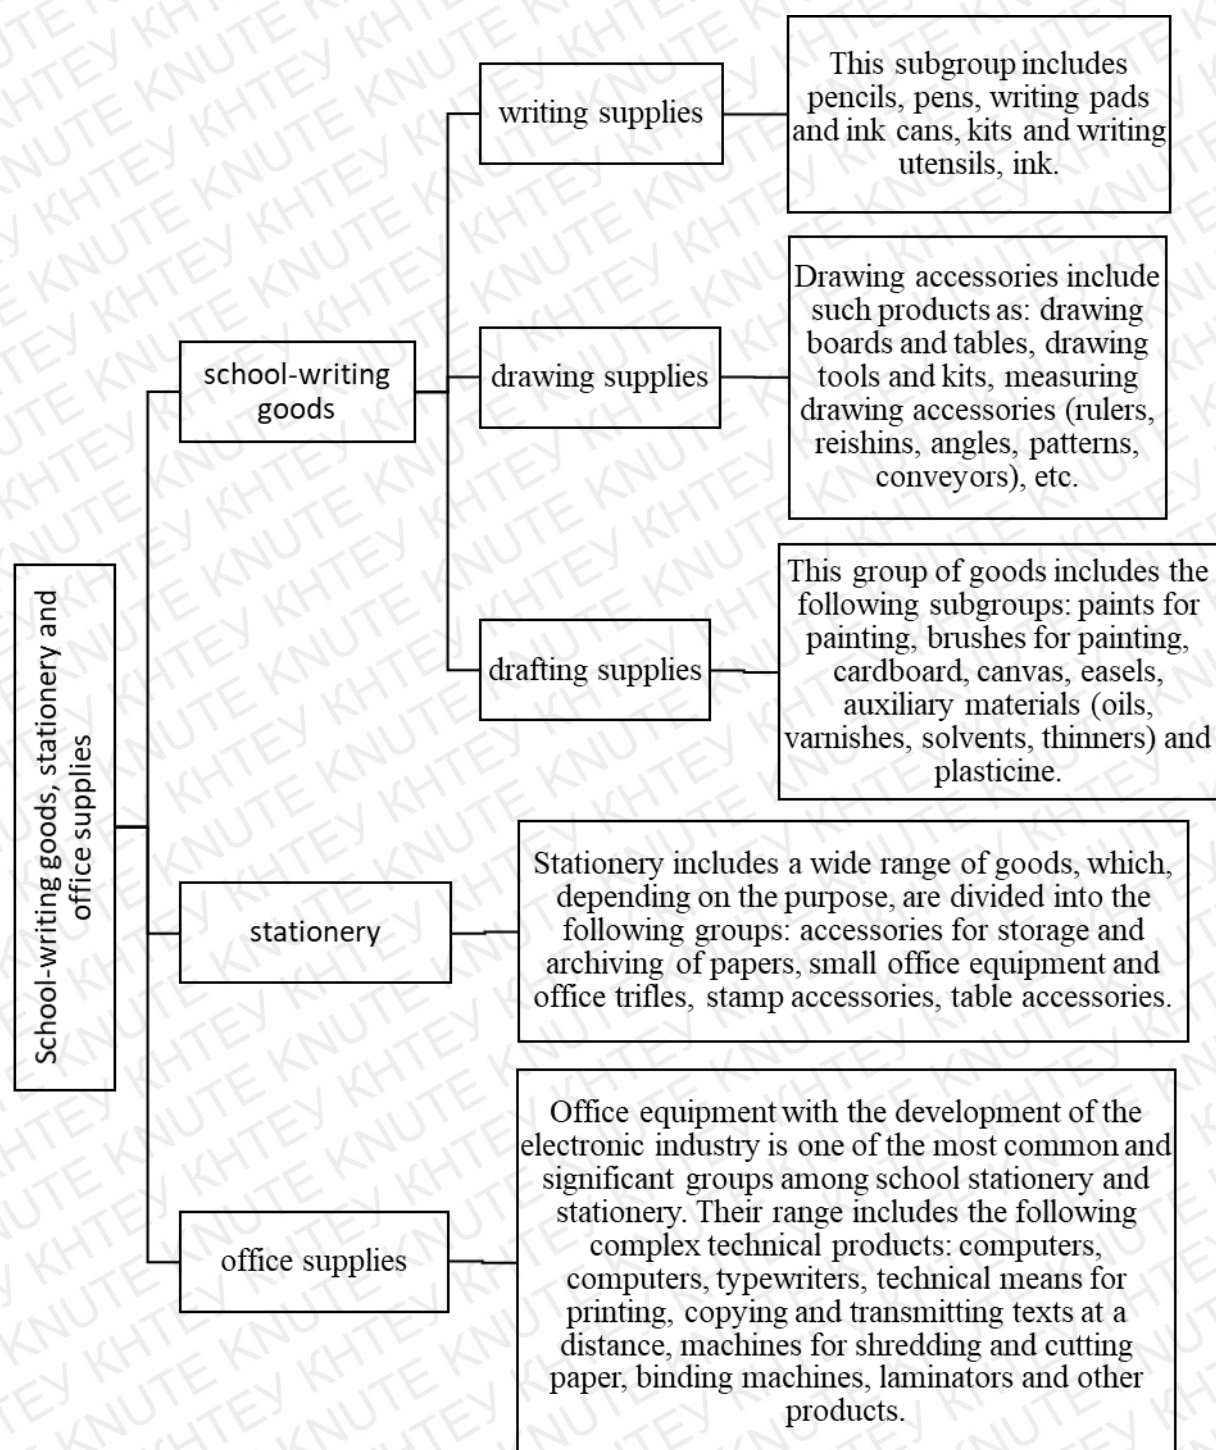 School-writing goods, stationery and
office supplies
school-writing
goods
writing supplies
This subgroup includes
pencils, pens, writing pads
and ink cans, kits and writing
utensils, ink.
drawing supplies
Drawing accessories include
such products as: drawing
boards and tables, drawing
tools and kits, measuring
drawing accessories (rulers,
reishins, angles, patterns,
conveyors), etc.
drafting supplies
This group of goods includes the
following subgroups: paints for
painting, brushes for painting,
cardboard, canvas, easels,
auxiliary materials (oils,
varnishes, solvents, thinners) and
plasticine.
stationery
Stationery includes a wide range of goods, which,
depending on the purpose, are divided into the
following groups: accessories for storage and
archiving of papers, small office equipment and
office trifles, stamp accessories, table accessories.
office supplies
Office equipment with the development of the
electronic industry is one of the most common and
significant groups among school stationery and
stationery. Their range includes the following
complex technical products: computers,
computers, typewriters, technical means for
printing, copying and transmitting texts at a
distance, machines for shredding and cutting
paper, binding machines, laminators and other
products.